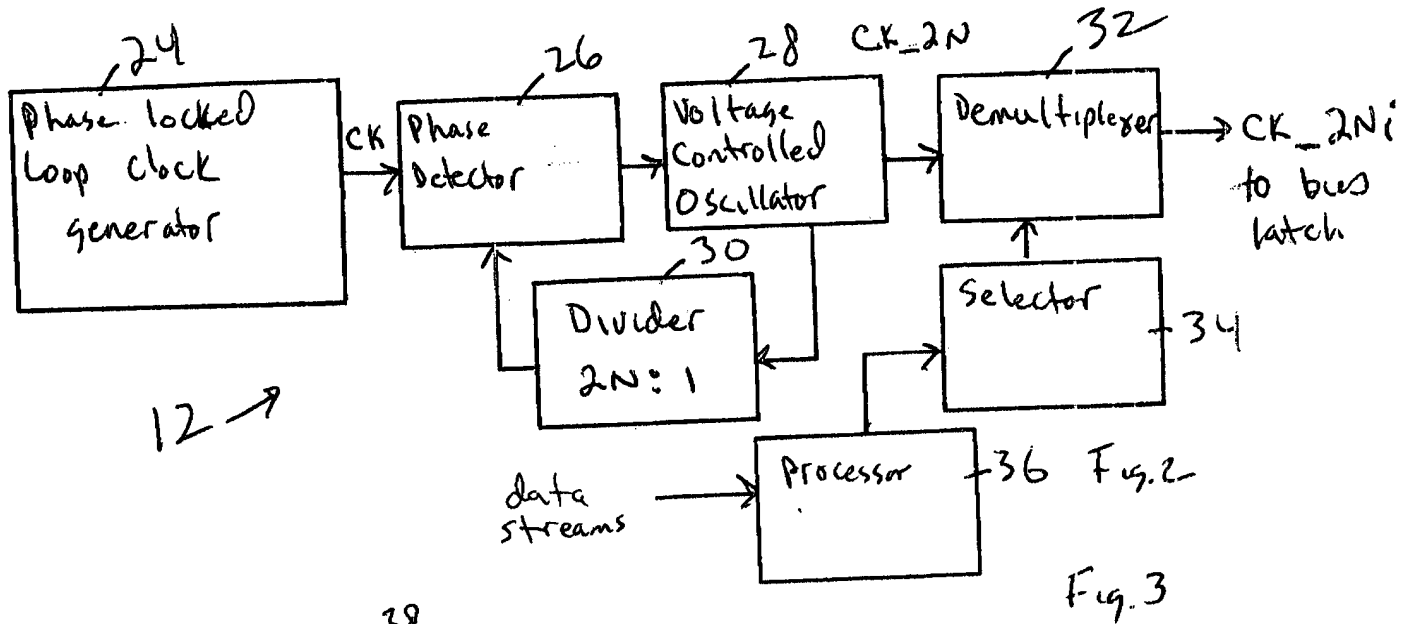 24
Phase locked
Loop clock
generator
CK
26
Phase
Detector
28
Voltage
Controlled
Oscillator
CK_2N
32
Demultiplexer
CK_2Ni
to bus
latch
30
Divider
2N:1
Selector
34
12
data
streams
Processor
36
Fig.2
Fig.3
38